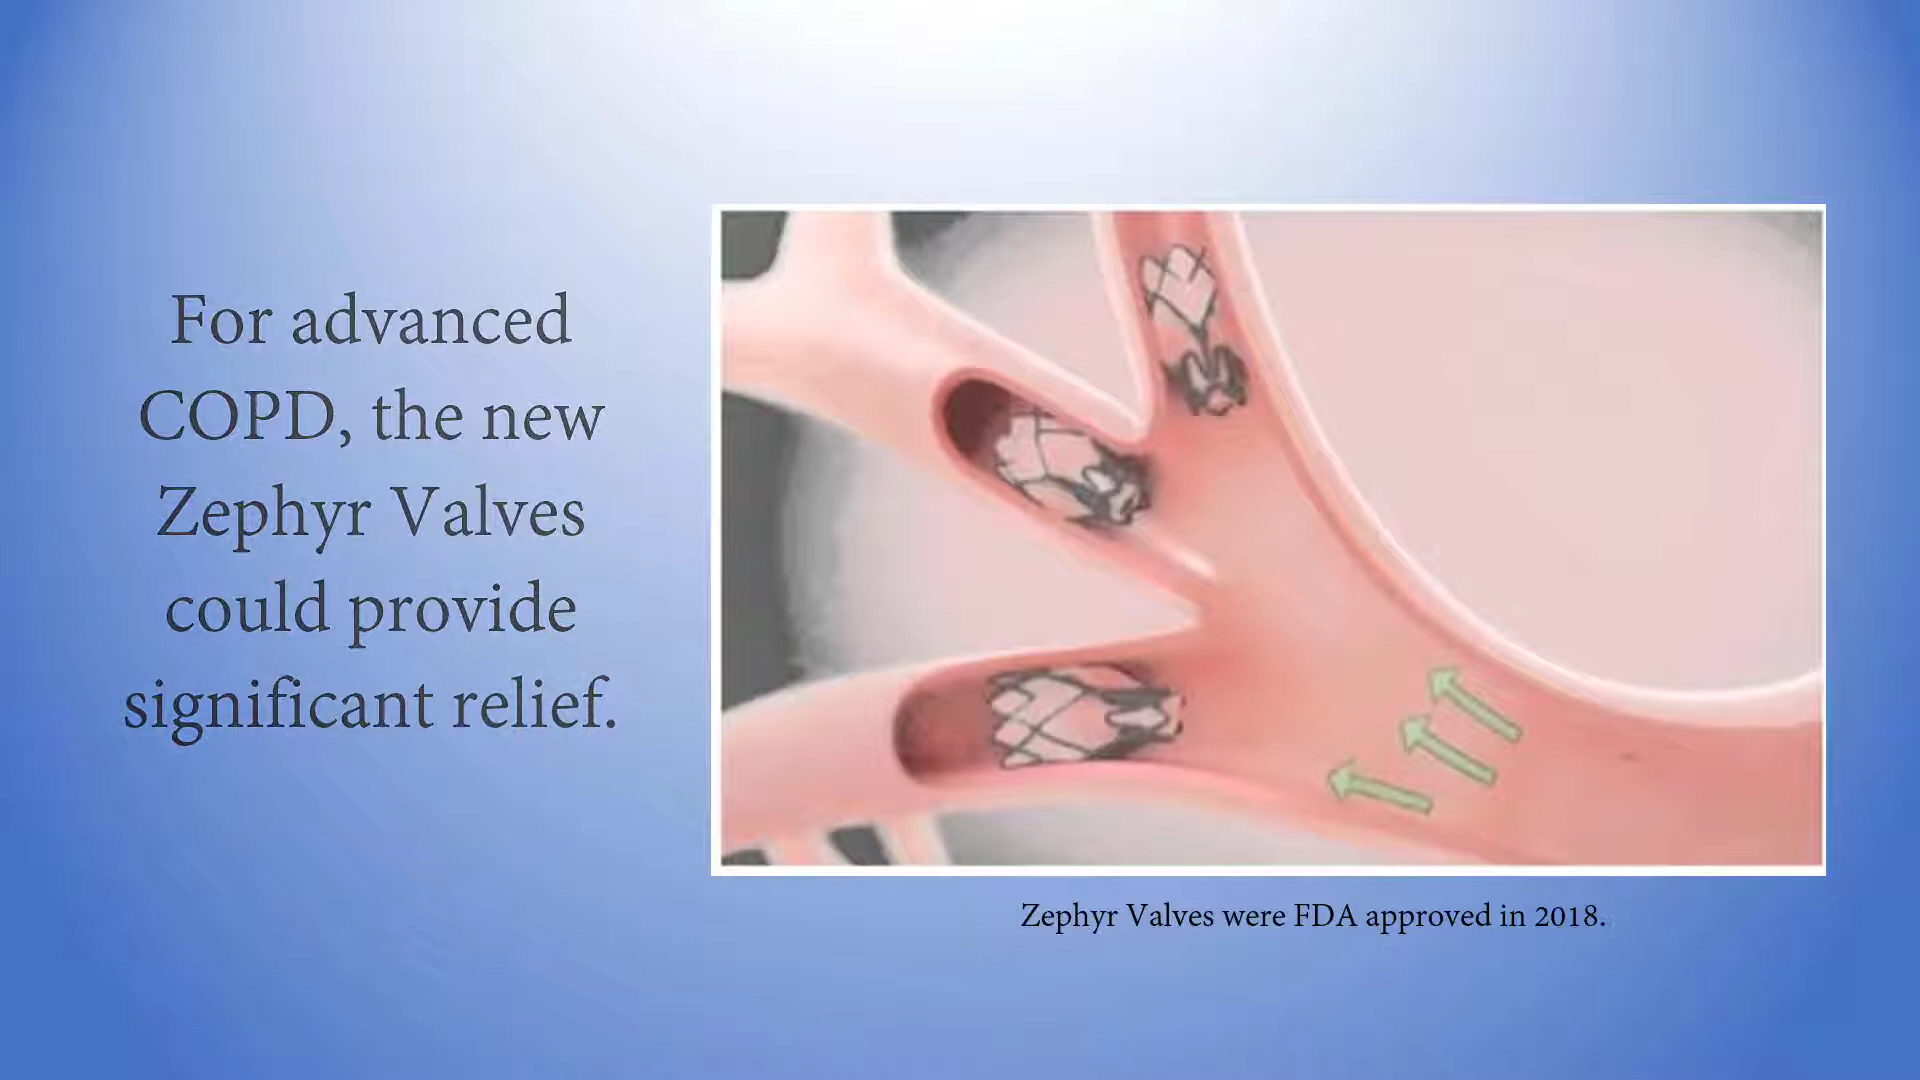 For advanced
COPD, the new
Zephyr Valves
could provide
significant relief.
Zephyr Valves were FDA approved in 2018.